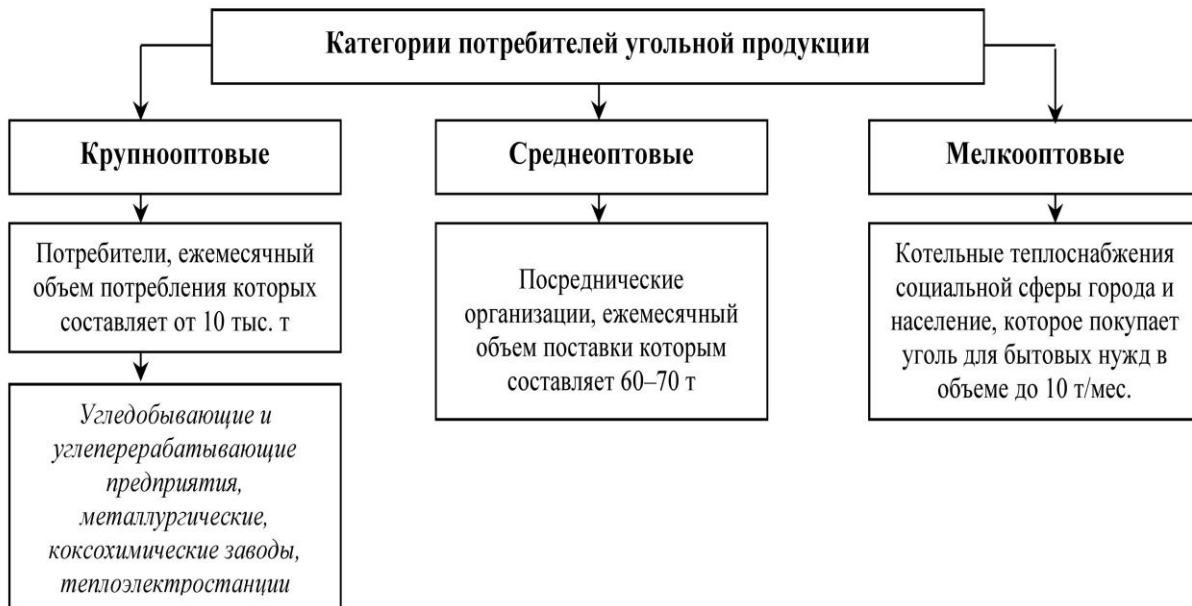 Категории потребителей угольной продукции
Крупнооптовые
Среднеоптовые
Мелкооптовые
Потребители, ежемесячный
объем потребления которых
составляет от 10 тыс. т
Посреднические
организации, ежемесячный
объем поставки которым
составляет 60–70 т
Котельные теплоснабжения
социальной сферы города и
население, которое покупает
уголь для бытовых нужд в
объеме до 10 т/мес.
Угледобывающие и
углеперерабатывающие
предприятия,
металлургические,
коксохимические заводы,
теплоэлектростанции